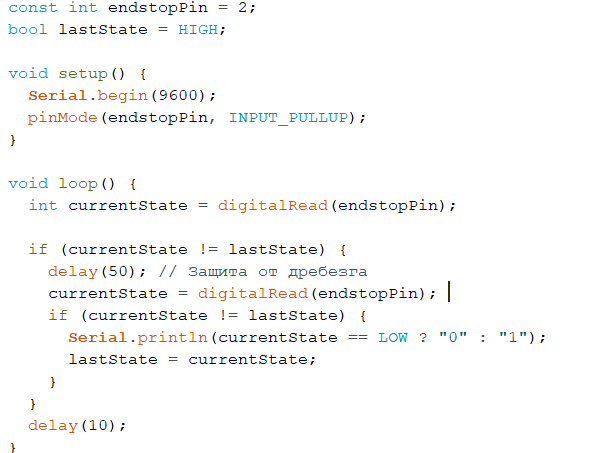 const int endstopPin = 2;
bool lastState = HIGH;
void setup() {
  Serial.begin(9600);
  pinMode(endstopPin, INPUT_PULLUP);
}
void loop() {
  int currentState = digitalRead(endstopPin);
  if (currentState != lastState) {
    delay(50); // Защита от дребезга
    currentState = digitalRead(endstopPin);
    if (currentState != lastState) {
      Serial.println(currentState == LOW ? "0" : "1");
      lastState = currentState;
    }
  }
  delay(10);
}